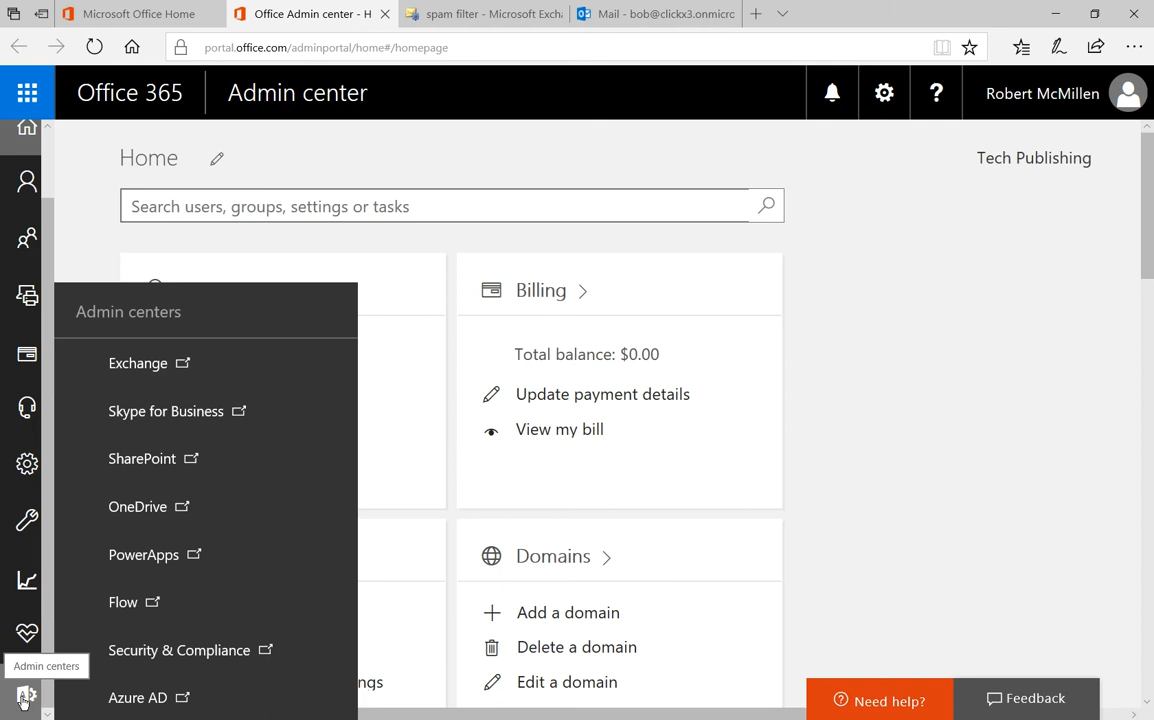 Microsoft Office Home
Office Admin center - H
spam filter - Microsoft Excha
Mail - bob@clickx3.onmicro
portal.office.com/adminportal/home#/homepage
Office 365
Admin center
?
Robert McMillen
Home
Tech Publishing
Search users, groups, settings or tasks
Admin centers
Exchange
Skype for Business
SharePoint
OneDrive
PowerApps
Flow
Security & Compliance
Azure AD
Admin centers
Billing
Total balance: $0.00
Update payment details
View my bill
Domains
Add a domain
Delete a domain
Edit a domain
ngs
Need help?
Feedback